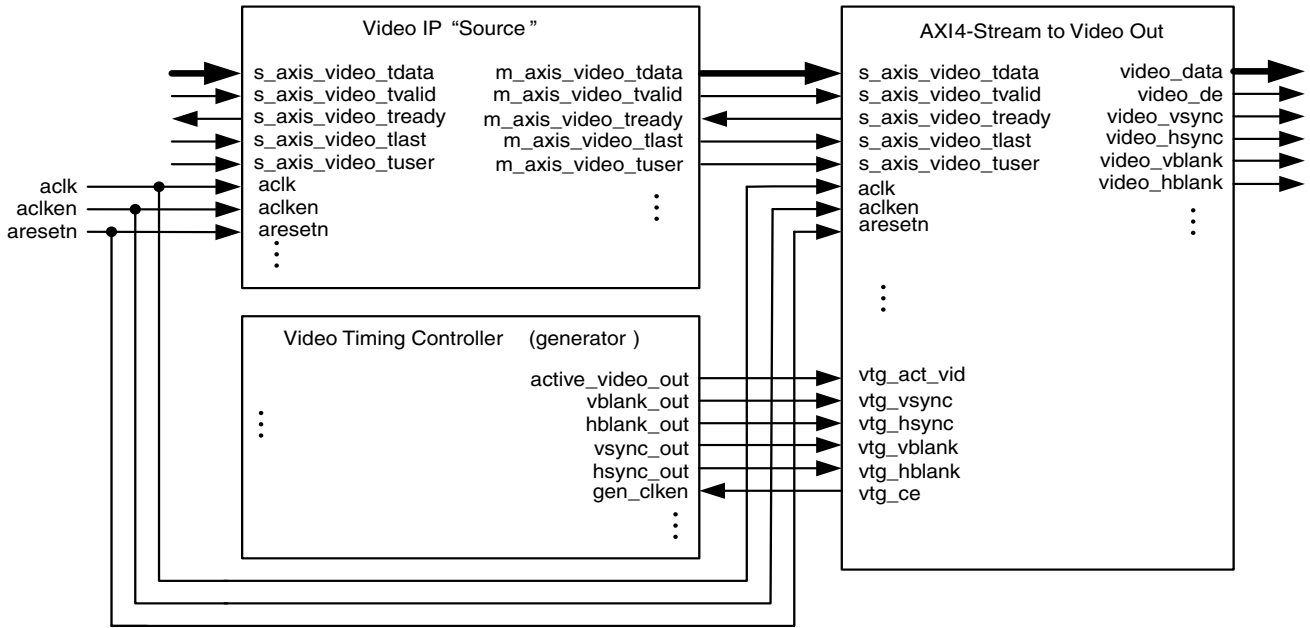 Video IP “Source”
s_axis_video_tdata
s_axis_video_tvalid
s_axis_video_tready
s_axis_video_tlast
s_axis_video_tuser
aclk
aclken
aresetn
m_axis_video_tdata
m_axis_video_tvalid
m_axis_video_tready
m_axis_video_tlast
m_axis_video_tuser
aclk
aclken
aresetn
Video Timing Controller (generator )
active_video_out
vblank_out
hblank_out
vsync_out
hsync_out
gen_clken
AXI4-Stream to Video Out
s_axis_video_tdata
s_axis_video_tvalid
s_axis_video_tready
s_axis_video_tlast
s_axis_video_tuser
aclk
aclken
aresetn
vtg_act_vid
vtg_vsync
vtg_hsync
vtg_vblank
vtg_hblank
vtg_ce
video_data
video_de
video_vsync
video_hsync
video_vblank
video_hblank